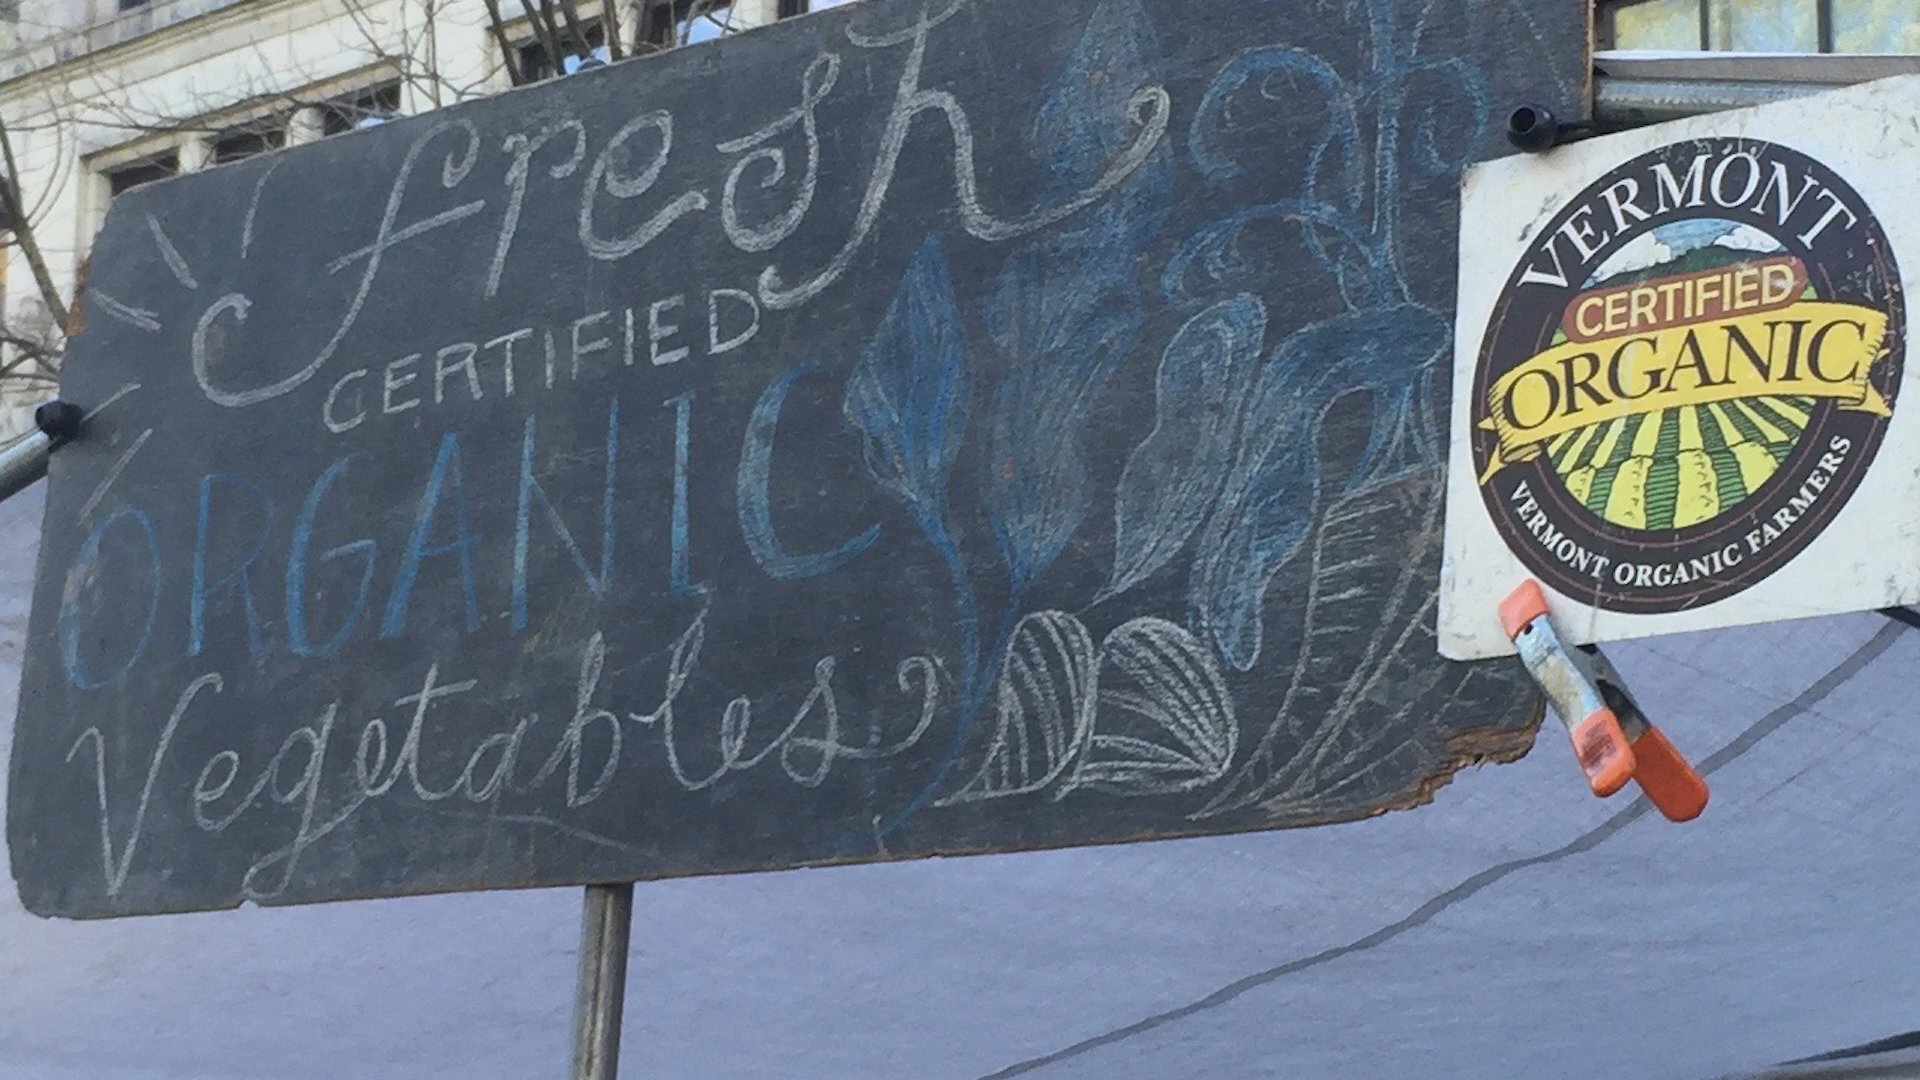 fresh
CERTIFIED
ORGANIC
Vegetables
VERMONT
CERTIFIED
ORGANIC
VERMONT ORGANIC FARMERS